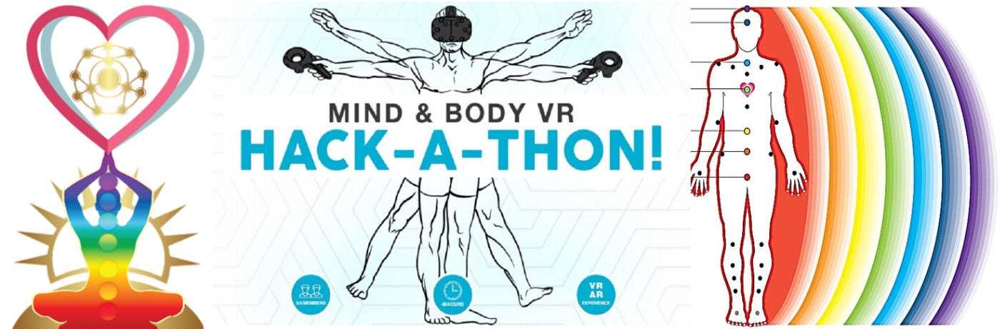 MIND & BODY VR
HACK-A-THON!
3-5 MEMBERS
48 HOURS
VR
AR
EXPERIENCE